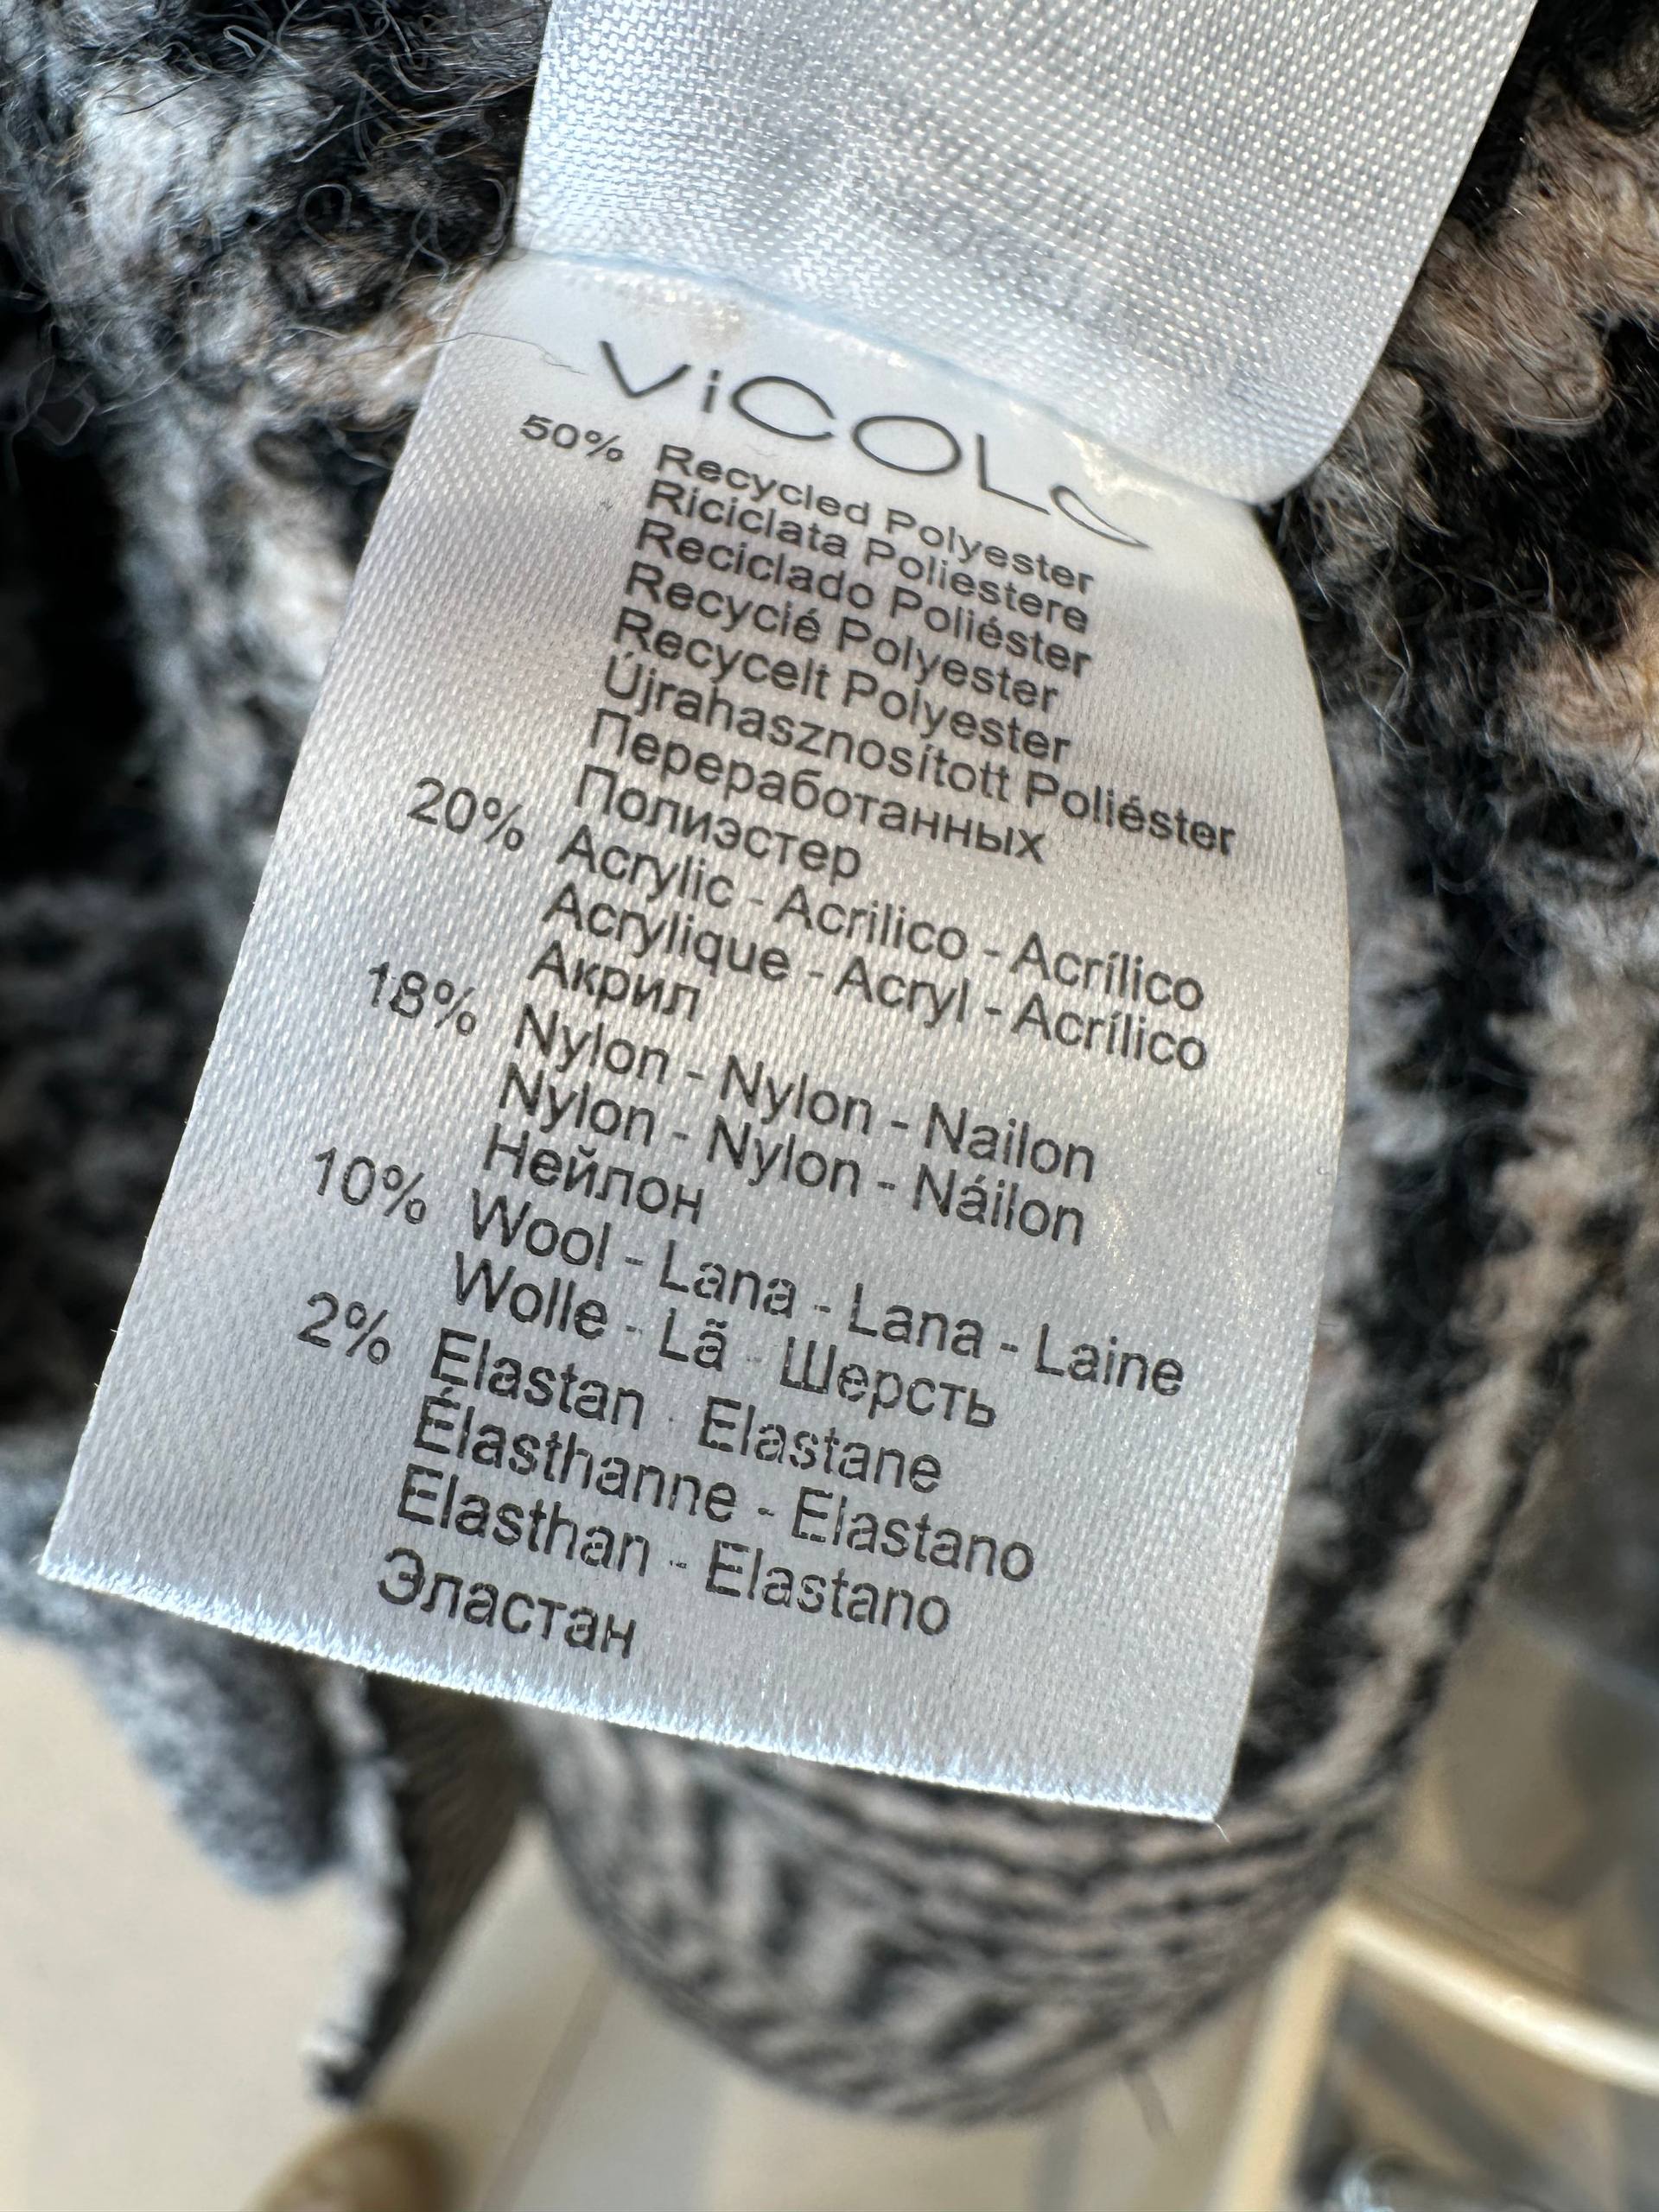 ViCOLO
50% Recycled Polyester
Riciclata Poliestere
Reciclado Poliéster
Recyclé Polyester
Recycelt Polyester
Újrahasznosított Poliészter
Переработанных
Полиэстер
20% Acrylic - Acrilico - Acrílico
Acrylique - Acryl - Acrílico
Акрил
18% Nylon - Nylon - Nailon
Nylon - Nylon - Náilon
Нейлон
10% Wool - Lana - Lana - Laine
Wolle - Lã - Шерсть
2% Elastan - Elastane
Élasthanne - Elastano
Elasthan - Elastano
Эластан